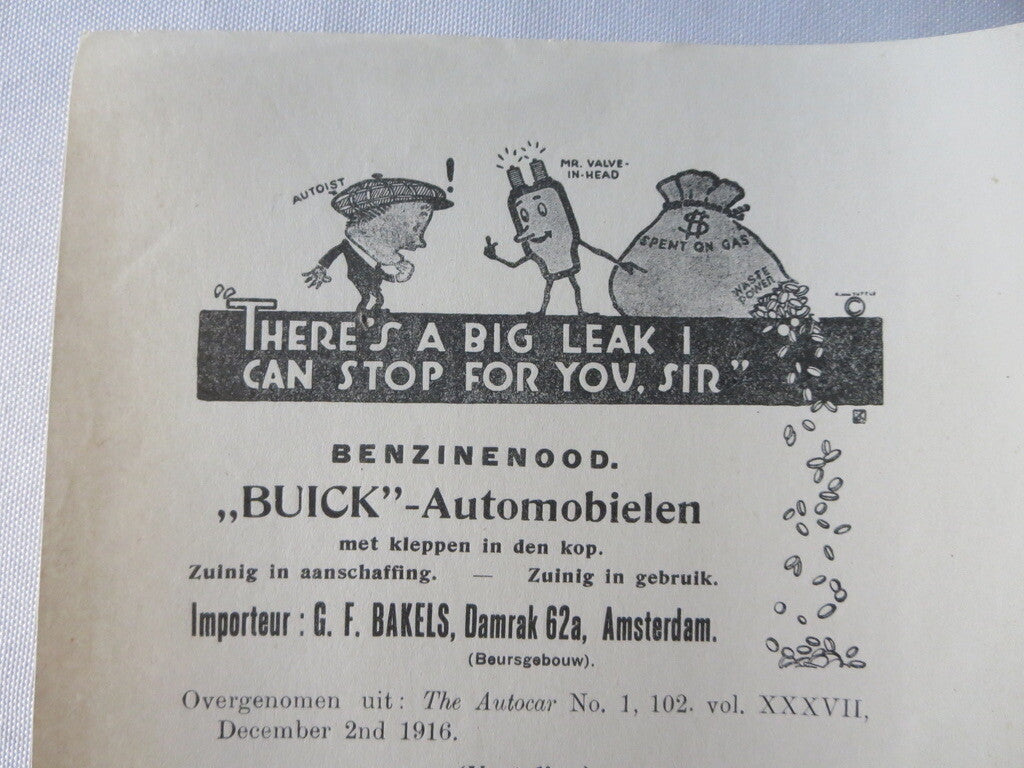 AUTOIST
!
MR. VALVE-
IN-HEAD
$
SPENT ON GAS
WASTE
POWER
THERE'S A BIG LEAK I
CAN STOP FOR YOU, SIR”
BENZINENOOD.
„BUICK”-Automobielen
met kleppen in den kop.
Zuinig in aanschaffing. — Zuinig in gebruik.
Importeur : G. F. BAKELS, Damrak 62a, Amsterdam.
(Beursgebouw).
Overgenomen uit: The Autocar No. 1, 102. vol. XXXVII,
December 2nd 1916.